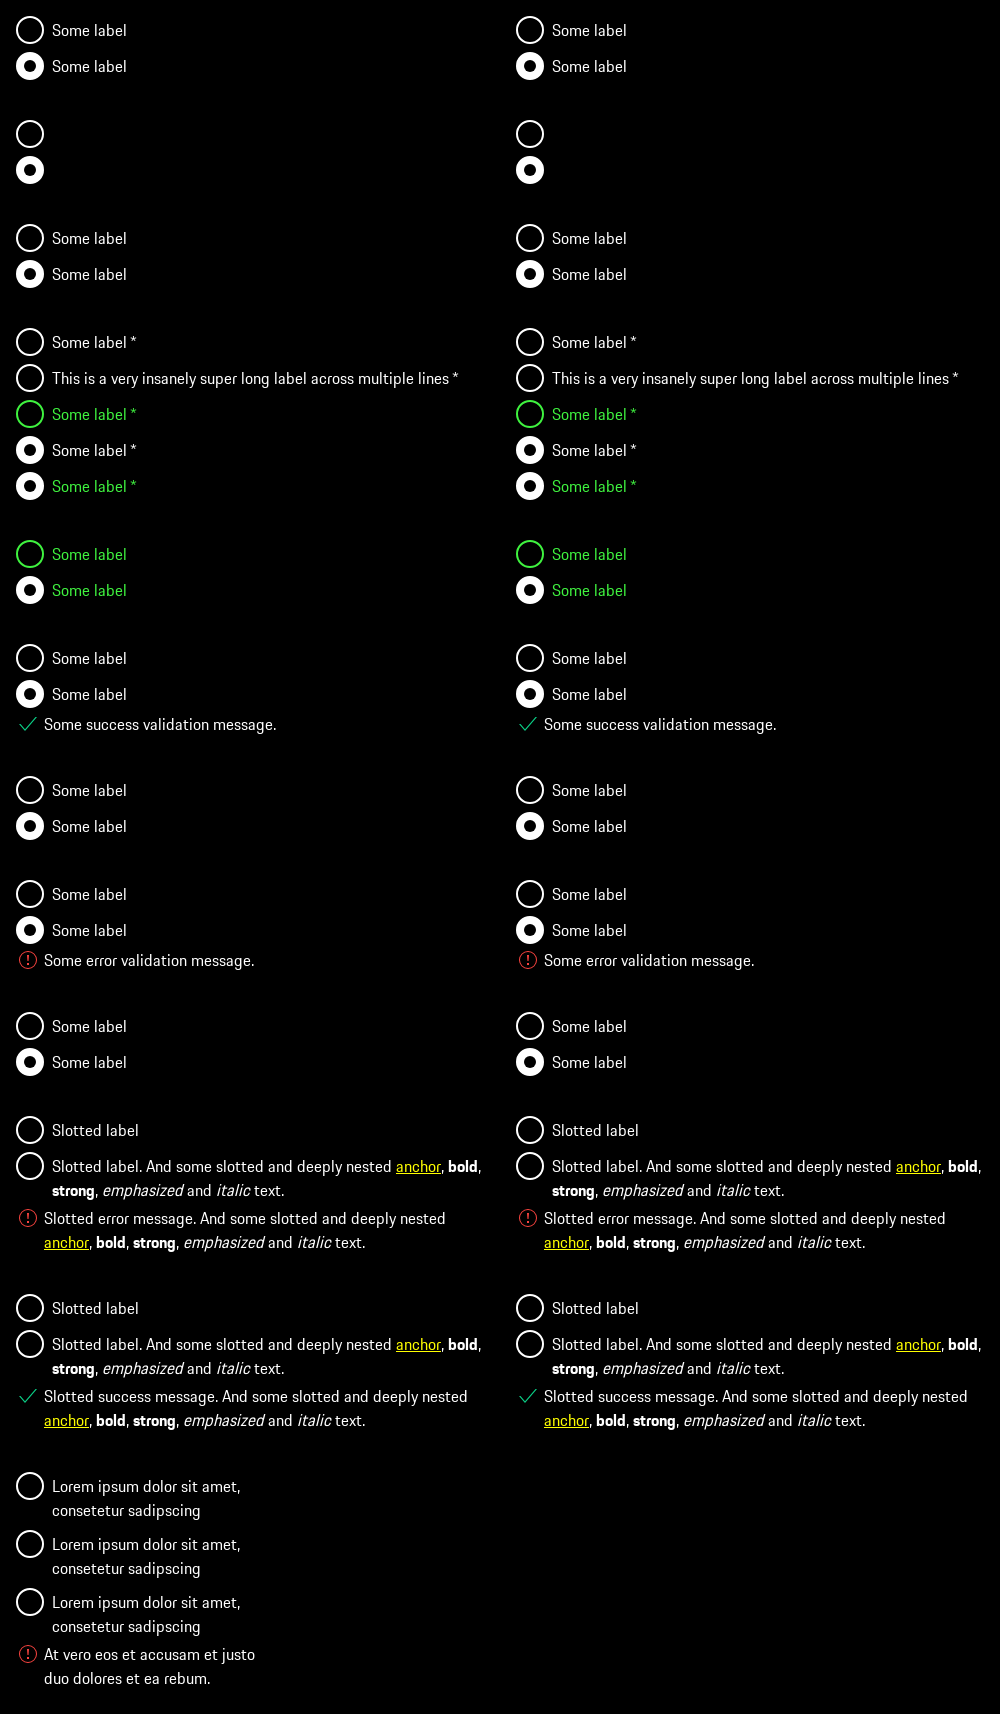 Some label
Some label
Some label
Some label
Some label *
This is a very insanely super long label across multiple lines *
Some label *
Some label *
Some label *
Some label
Some label
Some label
Some label
Some success validation message.
Some label
Some label
Some label
Some label
Some error validation message.
Some label
Some label
Slotted label
Slotted label. And some slotted and deeply nested anchor, bold,
strong, emphasized and italic text.
Slotted error message. And some slotted and deeply nested
anchor, bold, strong, emphasized and italic text.
Slotted label
Slotted label. And some slotted and deeply nested anchor, bold,
strong, emphasized and italic text.
Slotted success message. And some slotted and deeply nested
anchor, bold, strong, emphasized and italic text.
Lorem ipsum dolor sit amet,
consetetur sadipscing
Lorem ipsum dolor sit amet,
consetetur sadipscing
Lorem ipsum dolor sit amet,
consetetur sadipscing
At vero eos et accusam et justo
duo dolores et ea rebum.
Some label
Some label
Some label
Some label
Some label *
This is a very insanely super long label across multiple lines *
Some label *
Some label *
Some label *
Some label
Some label
Some label
Some label
Some success validation message.
Some label
Some label
Some label
Some label
Some error validation message.
Some label
Some label
Slotted label
Slotted label. And some slotted and deeply nested anchor, bold,
strong, emphasized and italic text.
Slotted error message. And some slotted and deeply nested
anchor, bold, strong, emphasized and italic text.
Slotted label
Slotted label. And some slotted and deeply nested anchor, bold,
strong, emphasized and italic text.
Slotted success message. And some slotted and deeply nested
anchor, bold, strong, emphasized and italic text.